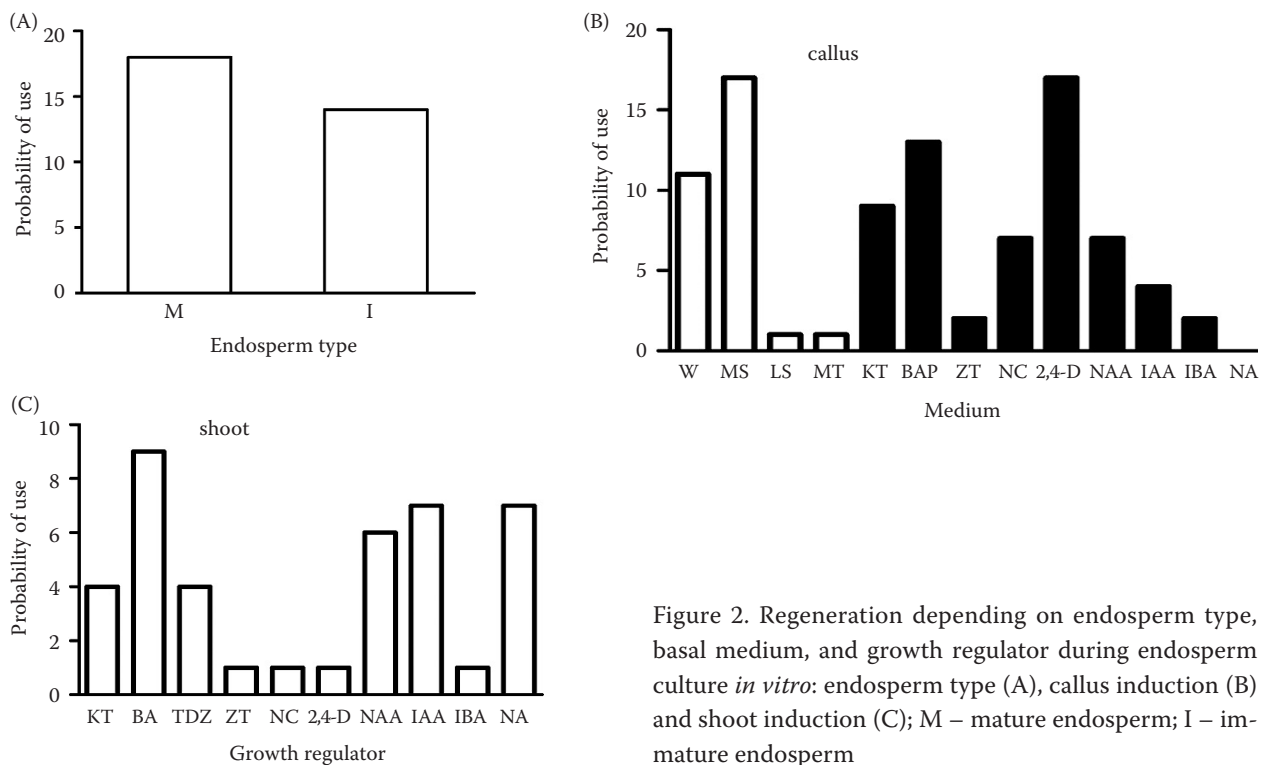 (A)
20
15
10
5
0
Probability of use
M I
Endosperm type
(B)
20
15
10
5
0
Probability of use
callus
W MS LS MT KT BAP ZT NC 2,4-D NAA IAA IBA NA
Medium
(C)
10
8
6
4
2
0
Probability of use
shoot
KT BA TDZ ZT NC 2,4-D NAA IAA IBA NA
Growth regulator
Figure 2. Regeneration depending on endosperm type,
basal medium, and growth regulator during endosperm
culture in vitro: endosperm type (A), callus induction (B)
and shoot induction (C); M – mature endosperm; I – im-
mature endosperm